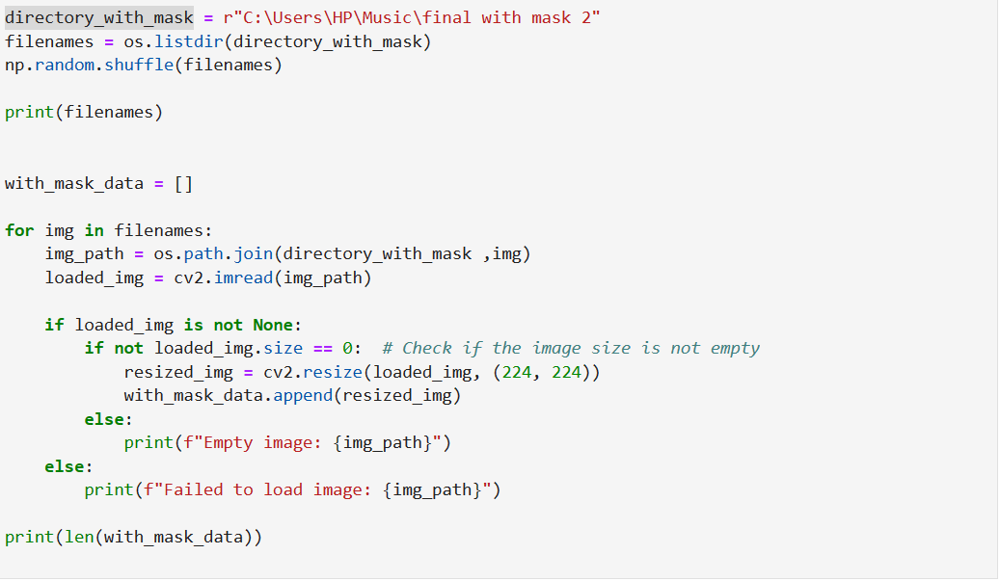 directory_with_mask = r"C:\Users\HP\Music\final with mask 2"
filenames = os.listdir(directory_with_mask)
np.random.shuffle(filenames)
print(filenames)
with_mask_data = []
for img in filenames:
    img_path = os.path.join(directory_with_mask ,img)
    loaded_img = cv2.imread(img_path)
    if loaded_img is not None:
        if not loaded_img.size == 0:  # Check if the image size is not empty
            resized_img = cv2.resize(loaded_img, (224, 224))
            with_mask_data.append(resized_img)
        else:
            print(f"Empty image: {img_path}")
    else:
        print(f"Failed to load image: {img_path}")
print(len(with_mask_data))